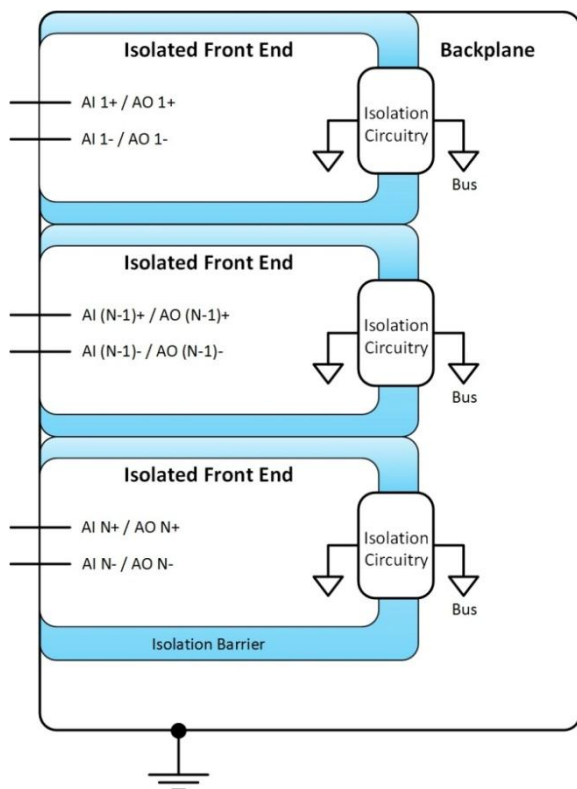 Isolated Front End
Backplane
AI 1+ / AO 1+
AI 1- / AO 1-
Isolation
Circuitry
Bus
Isolated Front End
AI (N-1)+ / AO (N-1)+
AI (N-1)- / AO (N-1)-
Isolation
Circuitry
Bus
Isolated Front End
AI N+ / AO N+
AI N- / AO N-
Isolation
Circuitry
Bus
Isolation Barrier